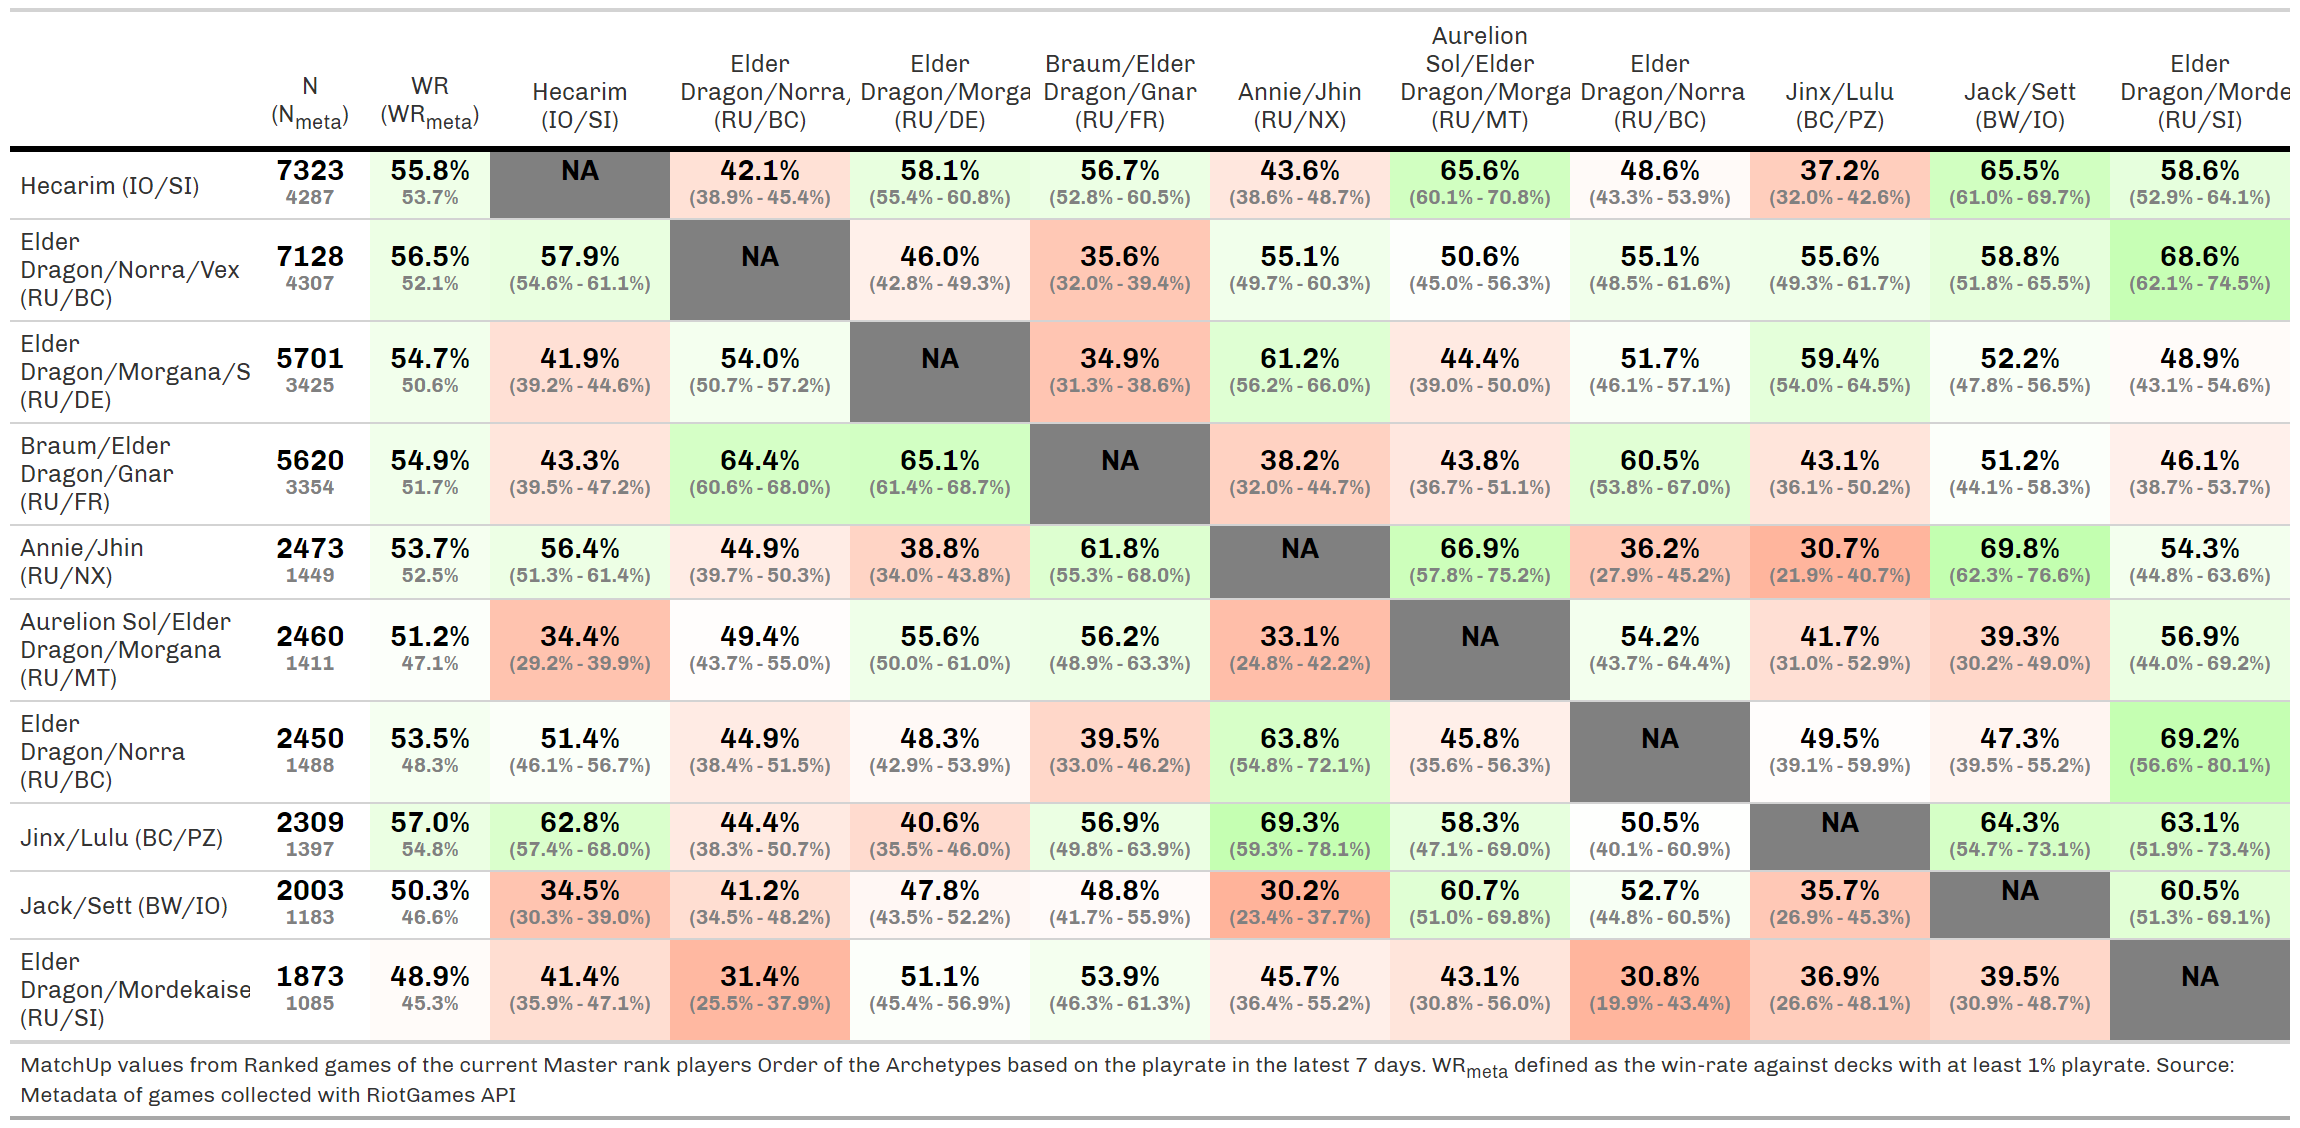 N (N_meta) WR (WR_meta) Hecarim (IO/SI) Elder Dragon/Norra, (RU/BC) Elder Dragon/Morga (RU/DE) Braum/Elder Dragon/Gnar (RU/FR) Annie/Jhin (RU/NX) Aurelion Sol/Elder Dragon/Morga (RU/MT) Elder Dragon/Norra (RU/BC) Jinx/Lulu (BC/PZ) Jack/Sett (BW/IO) Elder Dragon/Morde (RU/SI)
Hecarim (IO/SI) 7323 55.8% NA 42.1% 58.1% 56.7% 43.6% 65.6% 48.6% 37.2% 65.5% 58.6%
4287 53.7% (38.9% - 45.4%) (55.4% - 60.8%) (52.8% - 60.5%) (38.6% - 48.7%) (60.1% - 70.8%) (43.3% - 53.9%) (32.0% - 42.6%) (61.0% - 69.7%) (52.9% - 64.1%)
Elder Dragon/Norra/Vex (RU/BC) 7128 56.5% 57.9% NA 46.0% 35.6% 55.1% 50.6% 55.1% 55.6% 58.8% 68.6%
4307 52.1% (54.6% - 61.1%) (42.8% - 49.3%) (32.0% - 39.4%) (49.7% - 60.3%) (45.0% - 56.3%) (48.5% - 61.6%) (49.3% - 61.7%) (51.8% - 65.5%) (62.1% - 74.5%)
Elder Dragon/Morgana/S (RU/DE) 5701 54.7% 41.9% 54.0% NA 34.9% 61.2% 44.4% 51.7% 59.4% 52.2% 48.9%
3425 50.6% (39.2% - 44.6%) (50.7% - 57.2%) (31.3% - 38.6%) (56.2% - 66.0%) (39.0% - 50.0%) (46.1% - 57.1%) (54.0% - 64.5%) (47.8% - 56.5%) (43.1% - 54.6%)
Braum/Elder Dragon/Gnar (RU/FR) 5620 54.9% 43.3% 64.4% 65.1% NA 38.2% 43.8% 60.5% 43.1% 51.2% 46.1%
3354 51.7% (39.5% - 47.2%) (60.6% - 68.0%) (61.4% - 68.7%) (32.0% - 44.7%) (36.7% - 51.1%) (53.8% - 67.0%) (36.1% - 50.2%) (44.1% - 58.3%) (38.7% - 53.7%)
Annie/Jhin (RU/NX) 2473 53.7% 56.4% 44.9% 38.8% 61.8% NA 66.9% 36.2% 30.7% 69.8% 54.3%
1449 52.5% (51.3% - 61.4%) (39.7% - 50.3%) (34.0% - 43.8%) (55.3% - 68.0%) (57.8% - 75.2%) (27.9% - 45.2%) (21.9% - 40.7%) (62.3% - 76.6%) (44.8% - 63.6%)
Aurelion Sol/Elder Dragon/Morgana (RU/MT) 2460 51.2% 34.4% 49.4% 55.6% 56.2% 33.1% NA 54.2% 41.7% 39.3% 56.9%
1411 47.1% (29.2% - 39.9%) (43.7% - 55.0%) (50.0% - 61.0%) (48.9% - 63.3%) (24.8% - 42.2%) (43.7% - 64.4%) (31.0% - 52.9%) (30.2% - 49.0%) (44.0% - 69.2%)
Elder Dragon/Norra (RU/BC) 2450 53.5% 51.4% 44.9% 48.3% 39.5% 63.8% 45.8% NA 49.5% 47.3% 69.2%
1488 48.3% (46.1% - 56.7%) (38.4% - 51.5%) (42.9% - 53.9%) (33.0% - 46.2%) (54.8% - 72.1%) (35.6% - 56.3%) (39.1% - 59.9%) (39.5% - 55.2%) (56.6% - 80.1%)
Jinx/Lulu (BC/PZ) 2309 57.0% 62.8% 44.4% 40.6% 56.9% 69.3% 58.3% 50.5% NA 64.3% 63.1%
1397 54.8% (57.4% - 68.0%) (38.3% - 50.7%) (35.5% - 46.0%) (49.8% - 63.9%) (59.3% - 78.1%) (47.1% - 69.0%) (40.1% - 60.9%) (54.7% - 73.1%) (51.9% - 73.4%)
Jack/Sett (BW/IO) 2003 50.3% 34.5% 41.2% 47.8% 48.8% 30.2% 60.7% 52.7% 35.7% NA 60.5%
1183 46.6% (30.3% - 39.0%) (34.5% - 48.2%) (43.5% - 52.2%) (41.7% - 55.9%) (23.4% - 37.7%) (51.0% - 69.8%) (44.8% - 60.5%) (26.9% - 45.3%) (51.3% - 69.1%)
Elder Dragon/Mordekaise (RU/SI) 1873 48.9% 41.4% 31.4% 51.1% 53.9% 45.7% 43.1% 30.8% 36.9% 39.5% NA
1085 45.3% (35.9% - 47.1%) (25.5% - 37.9%) (45.4% - 56.9%) (46.3% - 61.3%) (36.4% - 55.2%) (30.8% - 56.0%) (19.9% - 43.4%) (26.6% - 48.1%) (30.9% - 48.7%)
MatchUp values from Ranked games of the current Master rank players Order of the Archetypes based on the playrate in the latest 7 days. WR_meta defined as the win-rate against decks with at least 1% playrate. Source:
Metadata of games collected with RiotGames API